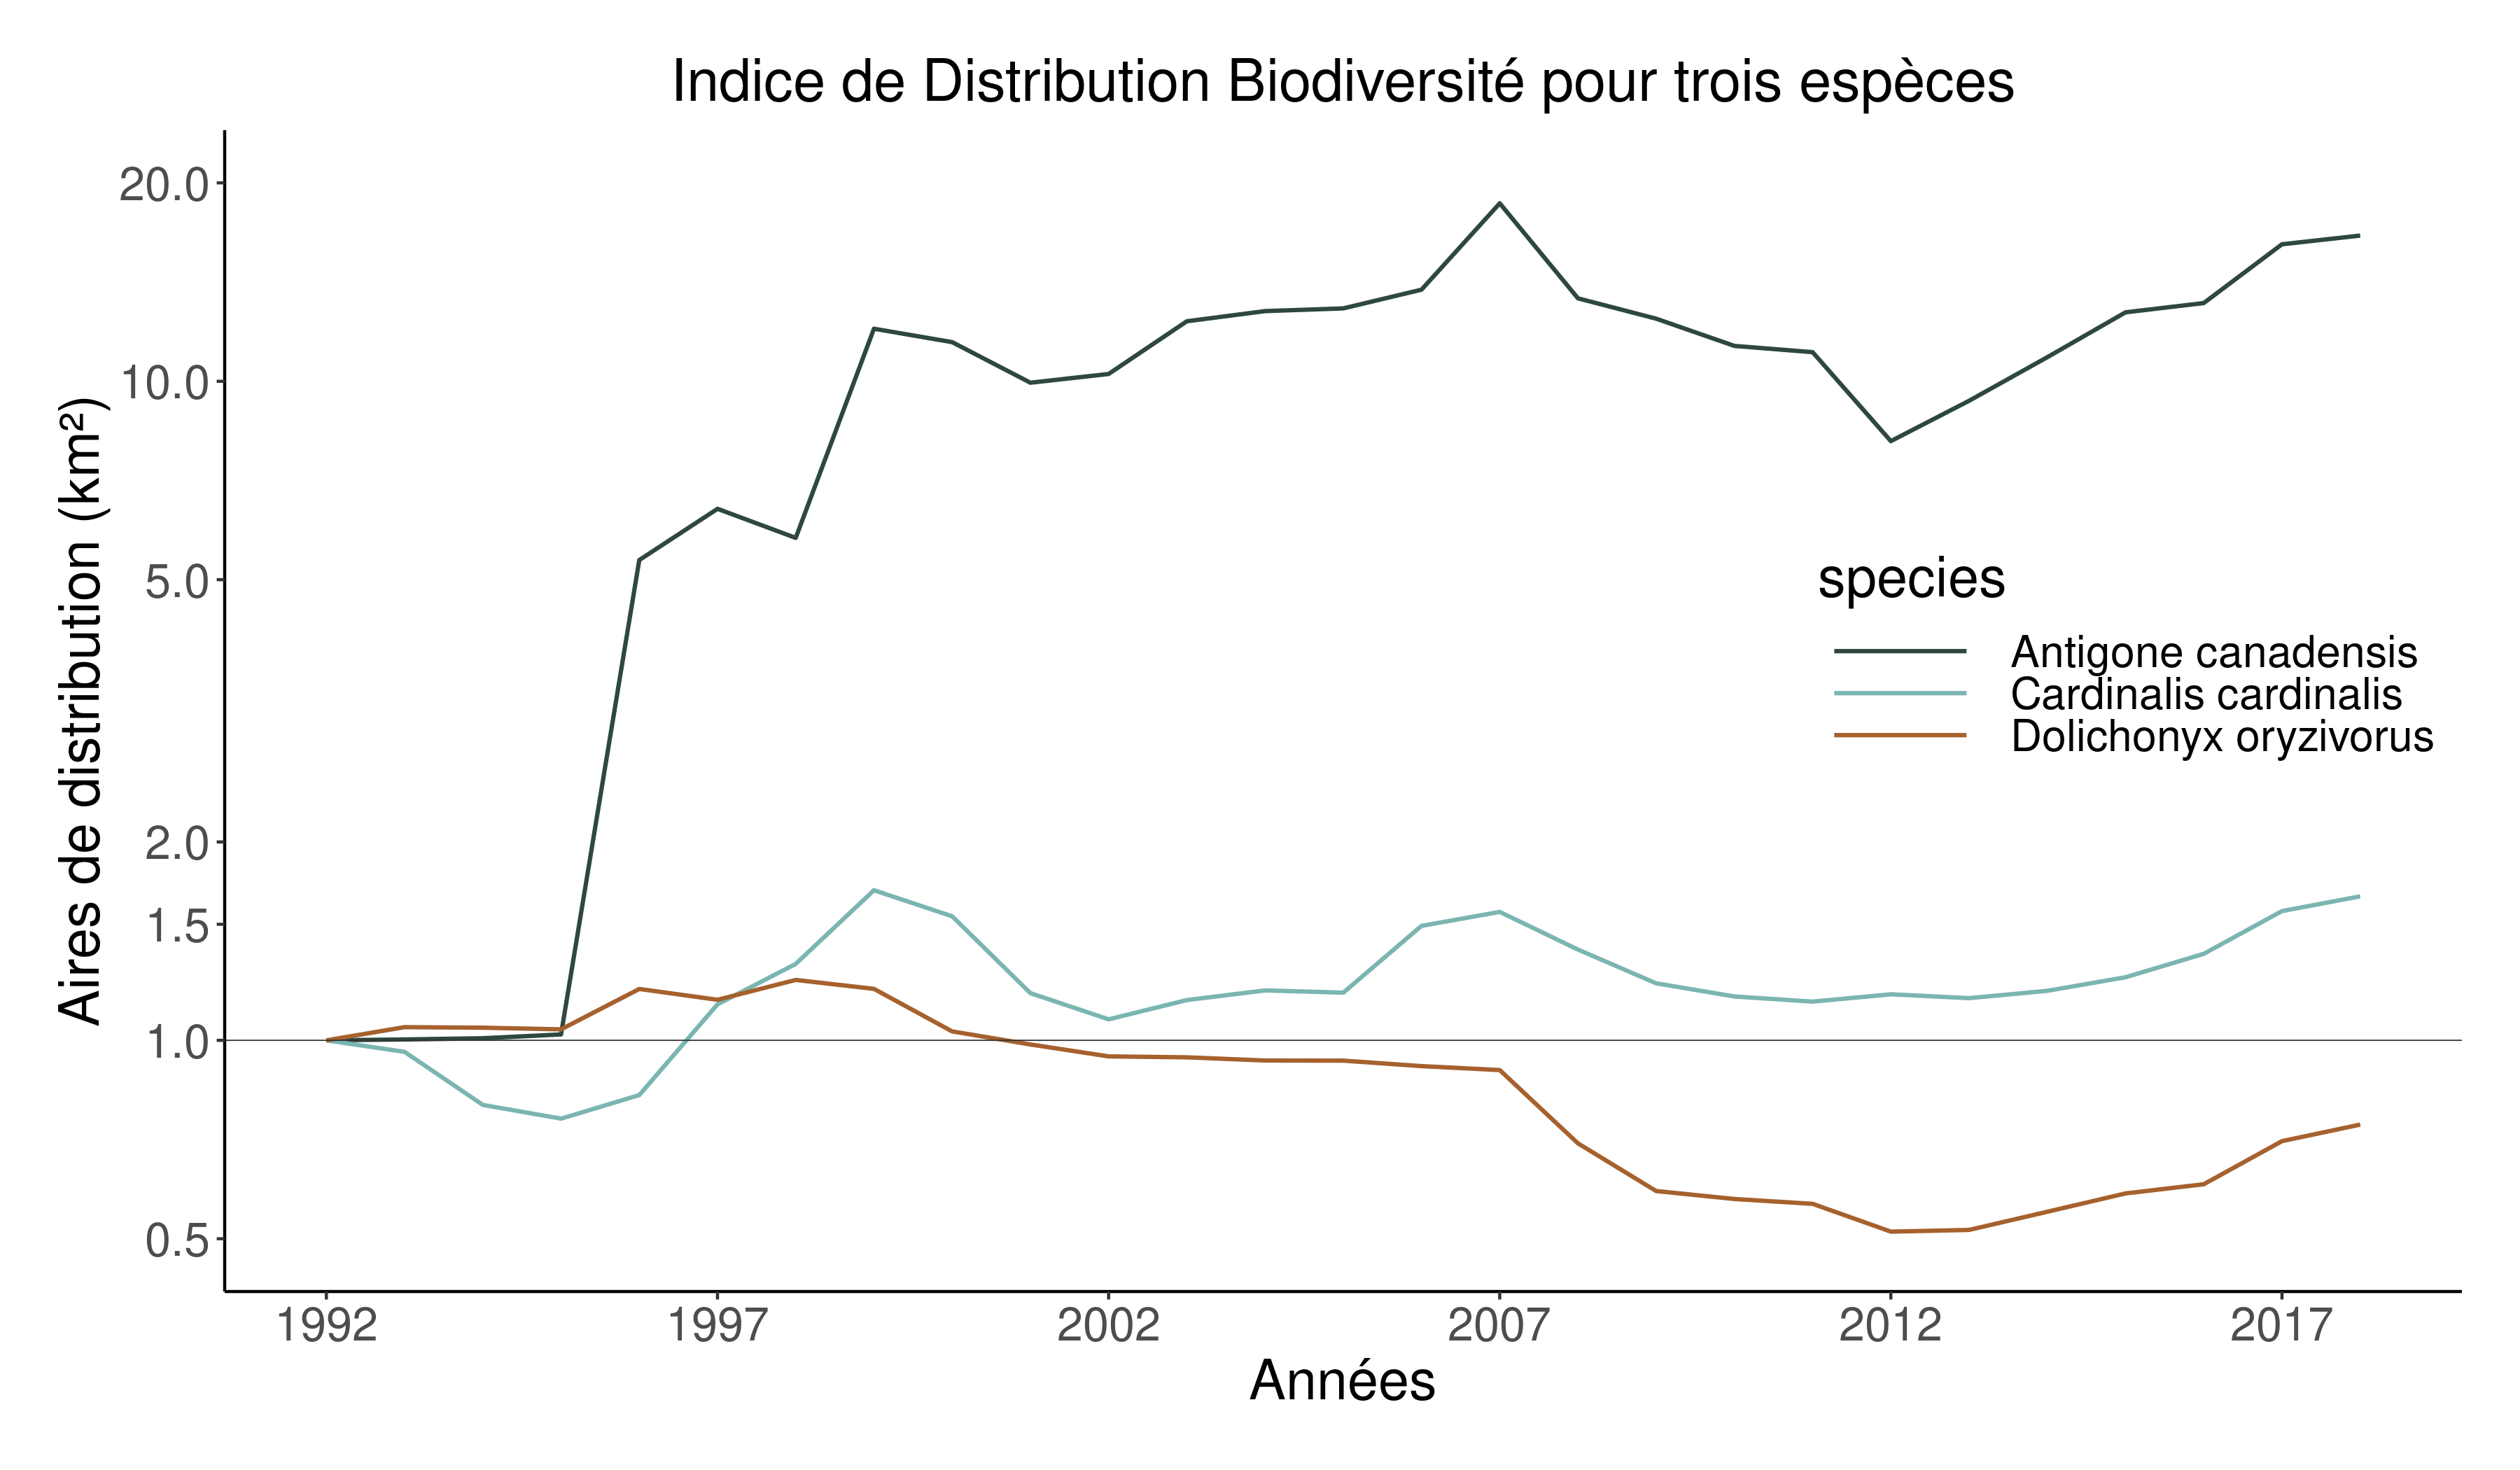 Indice de Distribution Biodiversité pour trois espèces
Aires de distribution (km²)
20.0
10.0
5.0
2.0
1.5
1.0
0.5
species
Antigone canadensis
Cardinalis cardinalis
Dolichonyx oryzivorus
1992 1997 2002 2007 2012 2017
Années